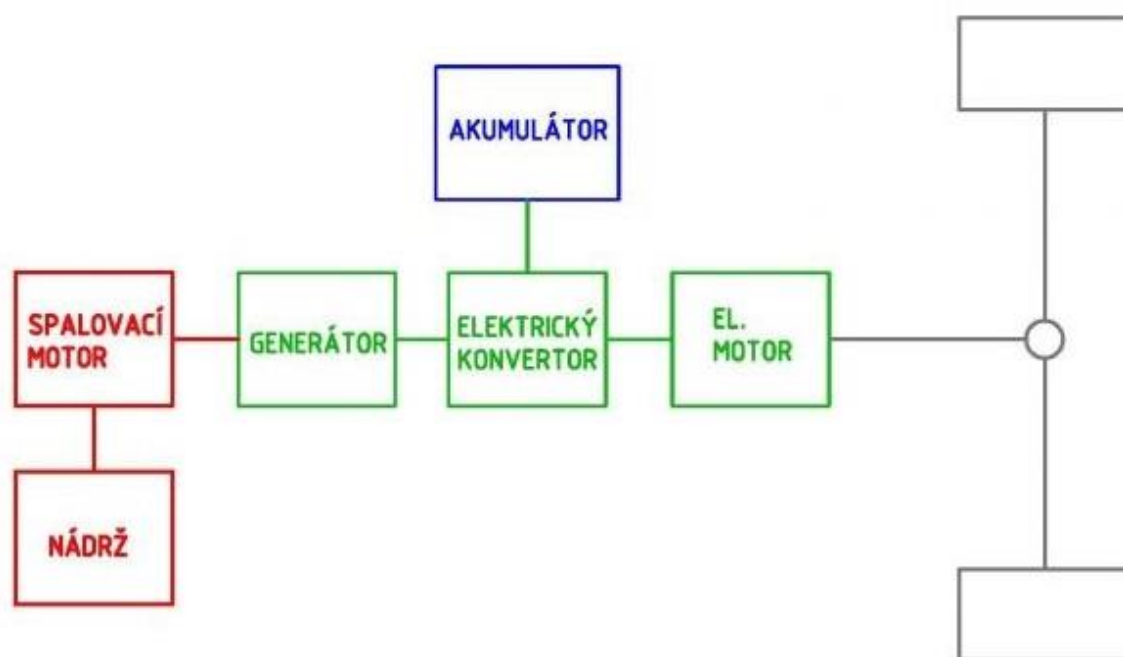 AKUMULÁTOR
SPALOVACÍ
MOTOR
GENERÁTOR
ELEKTRICKÝ
KONVERTOR
EL.
MOTOR
NÁDRŽ